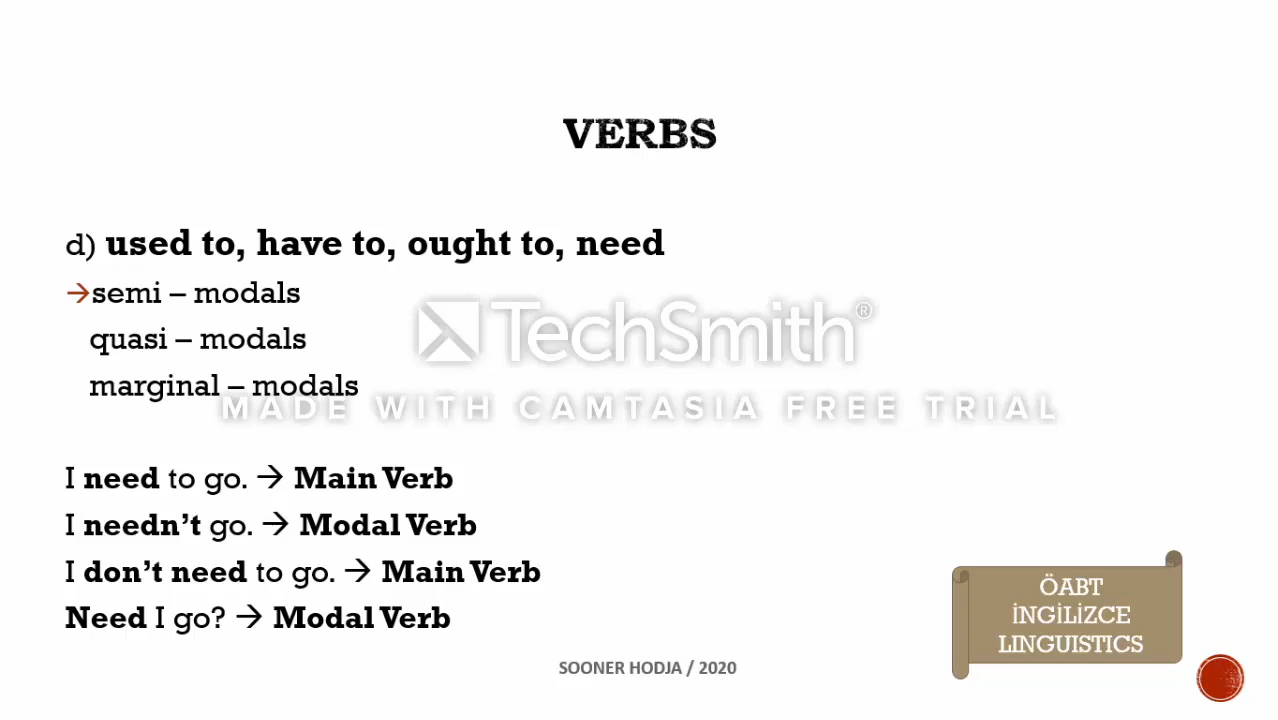 VERBS
d) used to, have to, ought to, need
→semi – modals
quasi – modals
marginal – modals
TechSmith®
MADE WITH CAMTASIA FREE TRIAL
I need to go. → Main Verb
I needn’t go. → Modal Verb
I don’t need to go. → Main Verb
Need I go? → Modal Verb
ÖABT
İNGİLİZCE
LINGUISTICS
SOONER HODJA / 2020